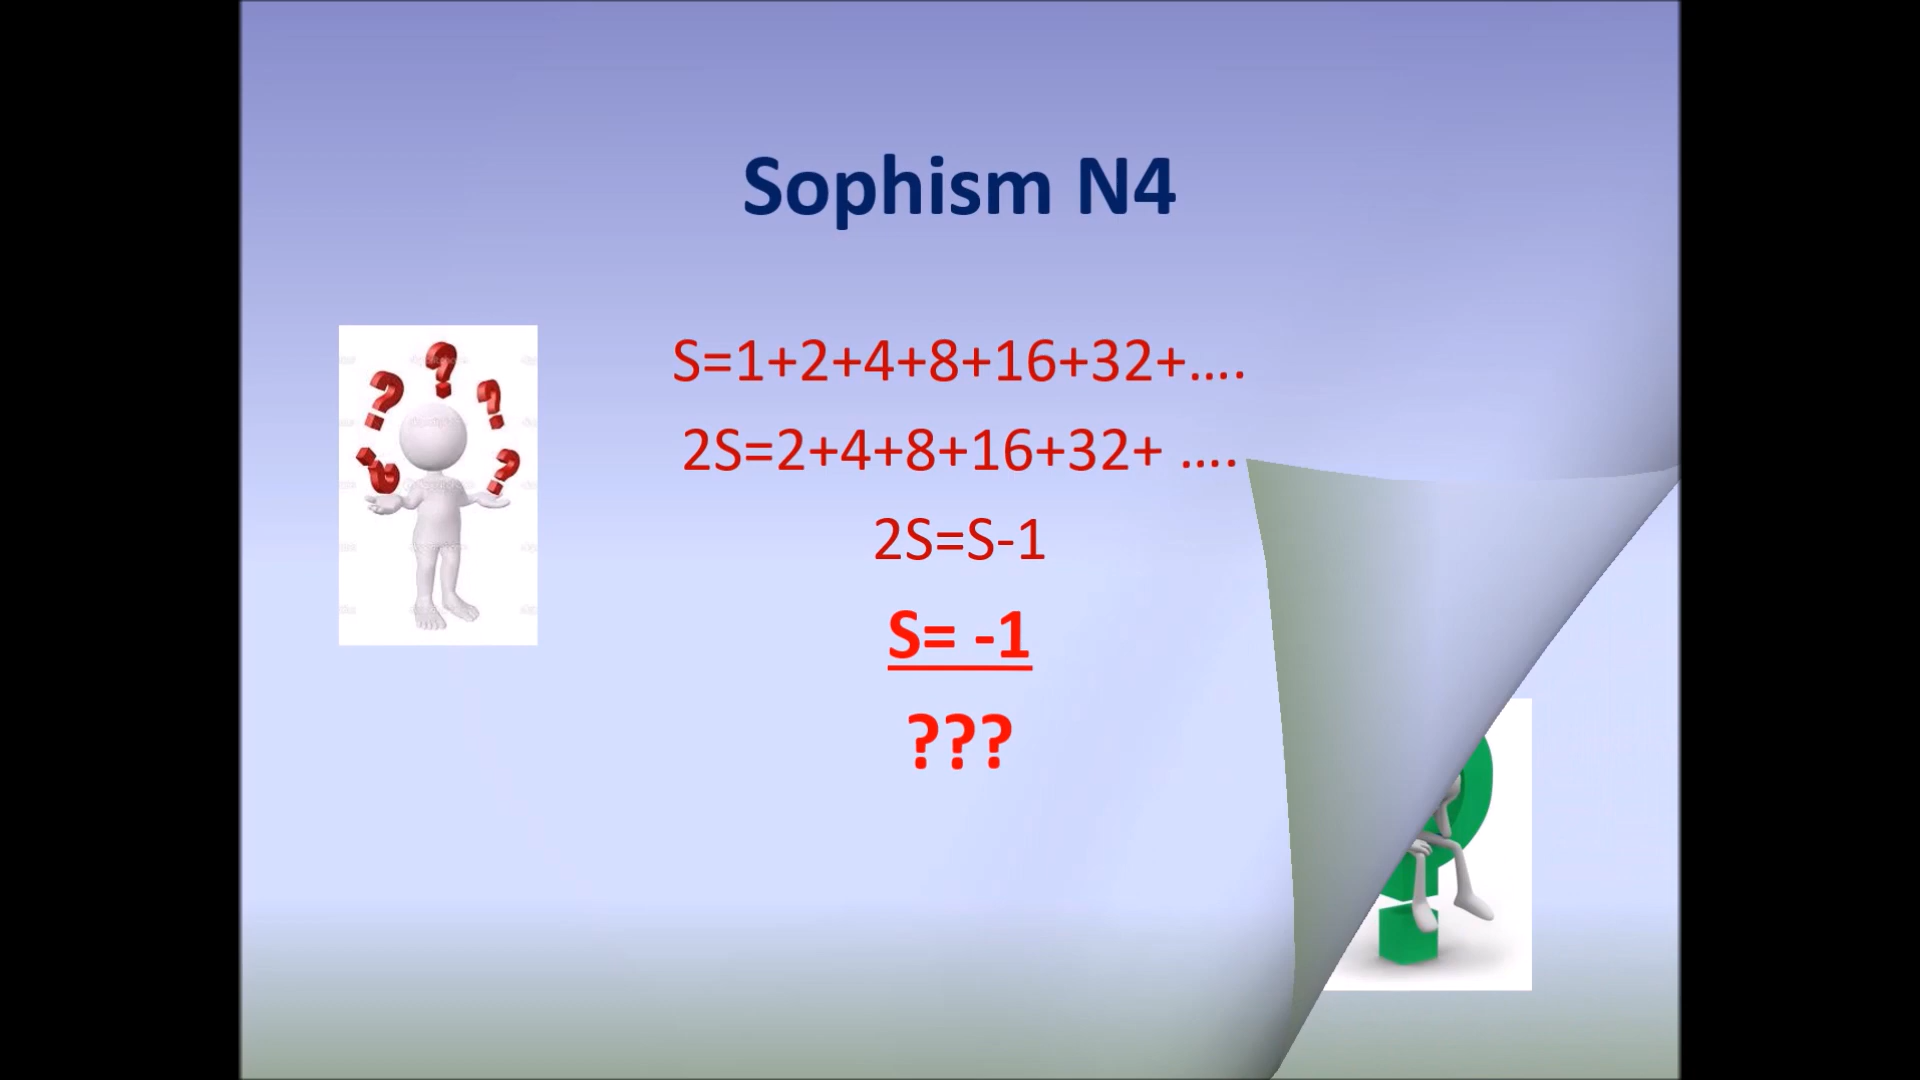 Sophism N4
S=1+2+4+8+16+32+....
2S=2+4+8+16+32+ ....
2S=S-1
S= -1
???